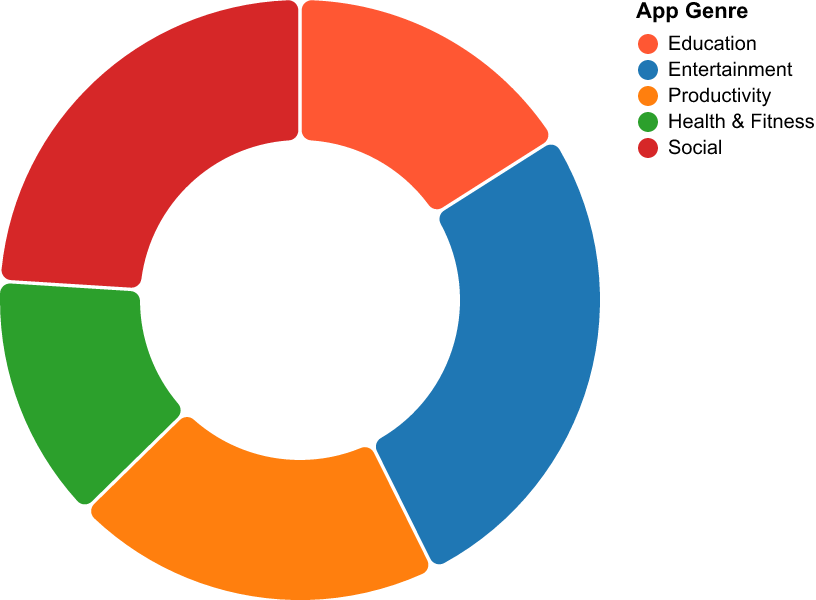 App Genre
Education
Entertainment
Productivity
Health & Fitness
Social